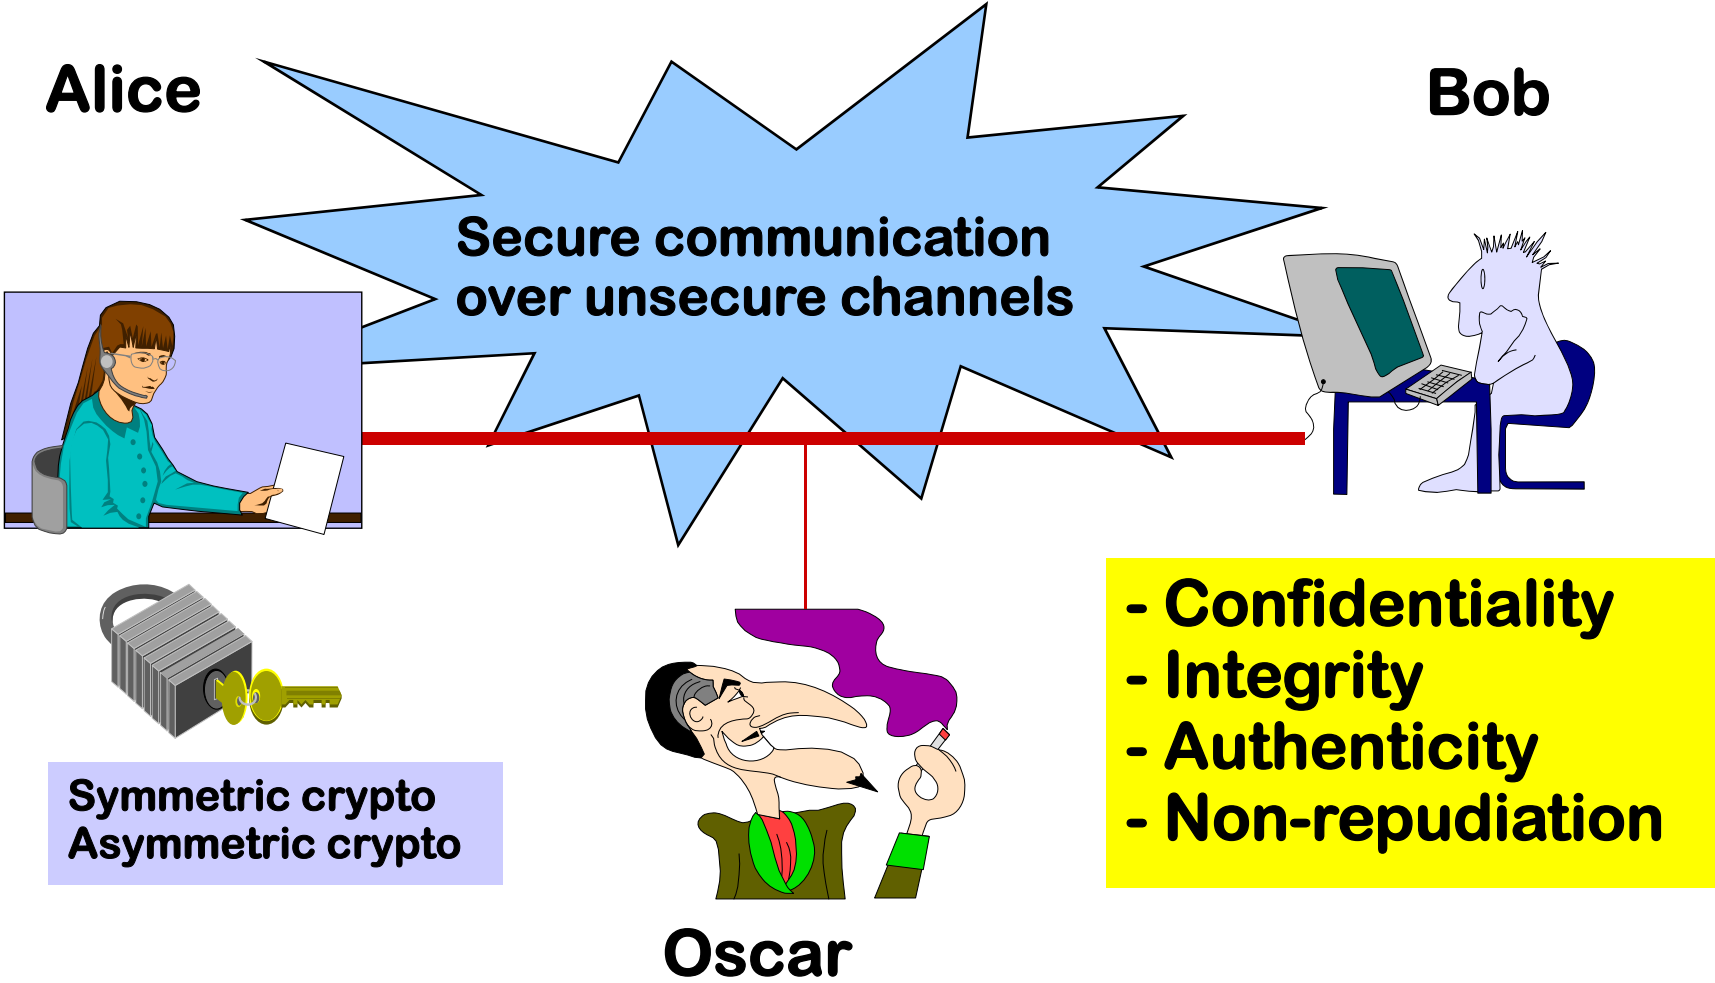 Alice
Bob
Secure communication
over unsecure channels
- Confidentiality
- Integrity
- Authenticity
- Non-repudiation
Symmetric crypto
Asymmetric crypto
Oscar